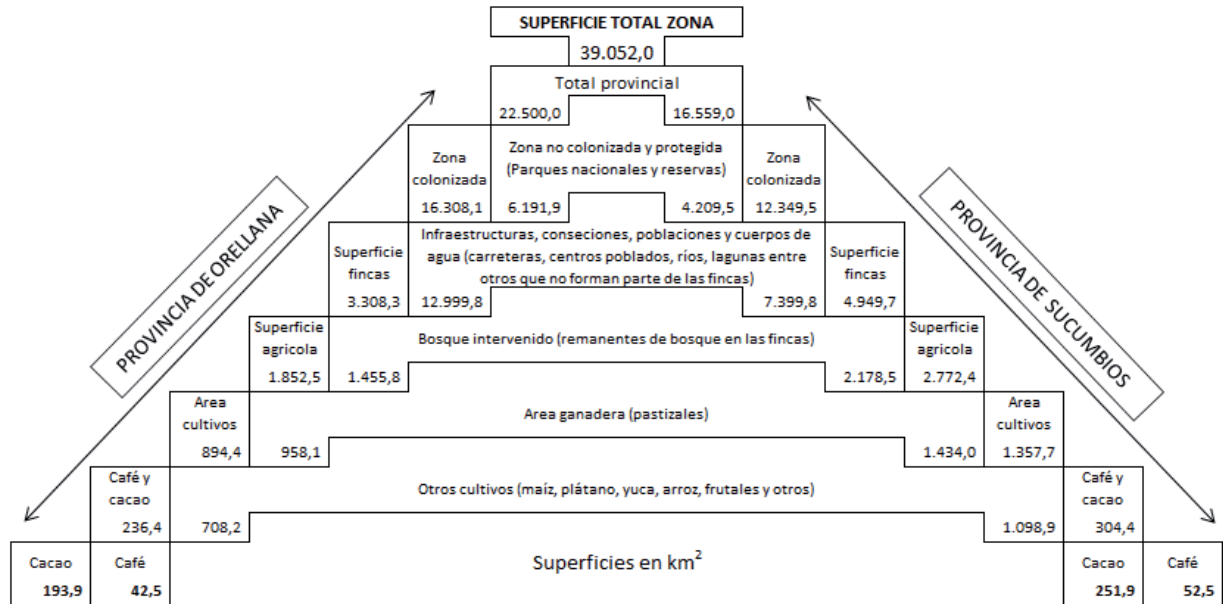 SUPERFICIE TOTAL ZONA
39.052,0
Total provincial
22.500,0 16.559,0
Zona colonizada
Zona no colonizada y protegida
(Parques nacionales y reservas)
Zona colonizada
16.308,1 6.191,9 4.209,5 12.349,5
Superficie fincas
Infraestructuras, conseciones, poblaciones y cuerpos de
agua (carreteras, centros poblados, ríos, lagunas entre
otros que no forman parte de las fincas)
Superficie fincas
3.308,3 12.999,8 7.399,8 4.949,7
Superficie agricola
Bosque intervenido (remanentes de bosque en las fincas)
Superficie agricola
1.852,5 1.455,8 2.178,5 2.772,4
Area cultivos
Area ganadera (pastizales)
Area cultivos
894,4 958,1 1.434,0 1.357,7
Café y cacao
Otros cultivos (maíz, plátano, yuca, arroz, frutales y otros)
Café y cacao
236,4 708,2 1.098,9 304,4
Cacao Café
Superficies en km²
Cacao Café
193,9 42,5 251,9 52,5
PROVINCIA DE ORELLANA
PROVINCIA DE SUCUMBIOS